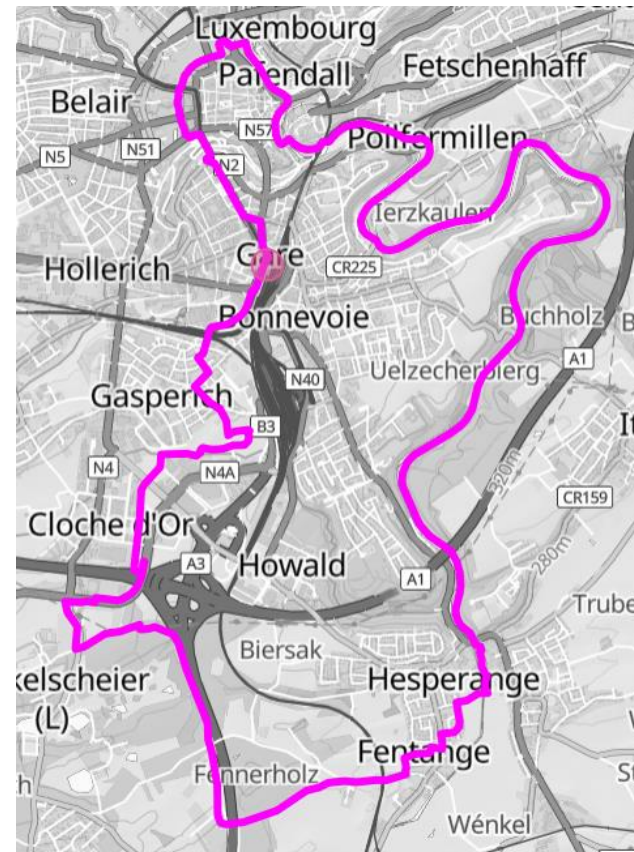 Luxembourg
Pafendall
Fetschenhaff
Belair
N57
Polfermillen
N51
N5
N2
Ierzkaulen
Gare
CR225
Hollerich
Bonnevoie
Buchholz
A1
Uelzecherbierg
N40
Gasperich
B3
N4
N4A
320m
CR159
Cloche d'Or
280m
A3
Howald
A1
Trube
Biersak
kelscheier
(L)
Hesperange
Fentange
Fennerholz
Wénkel